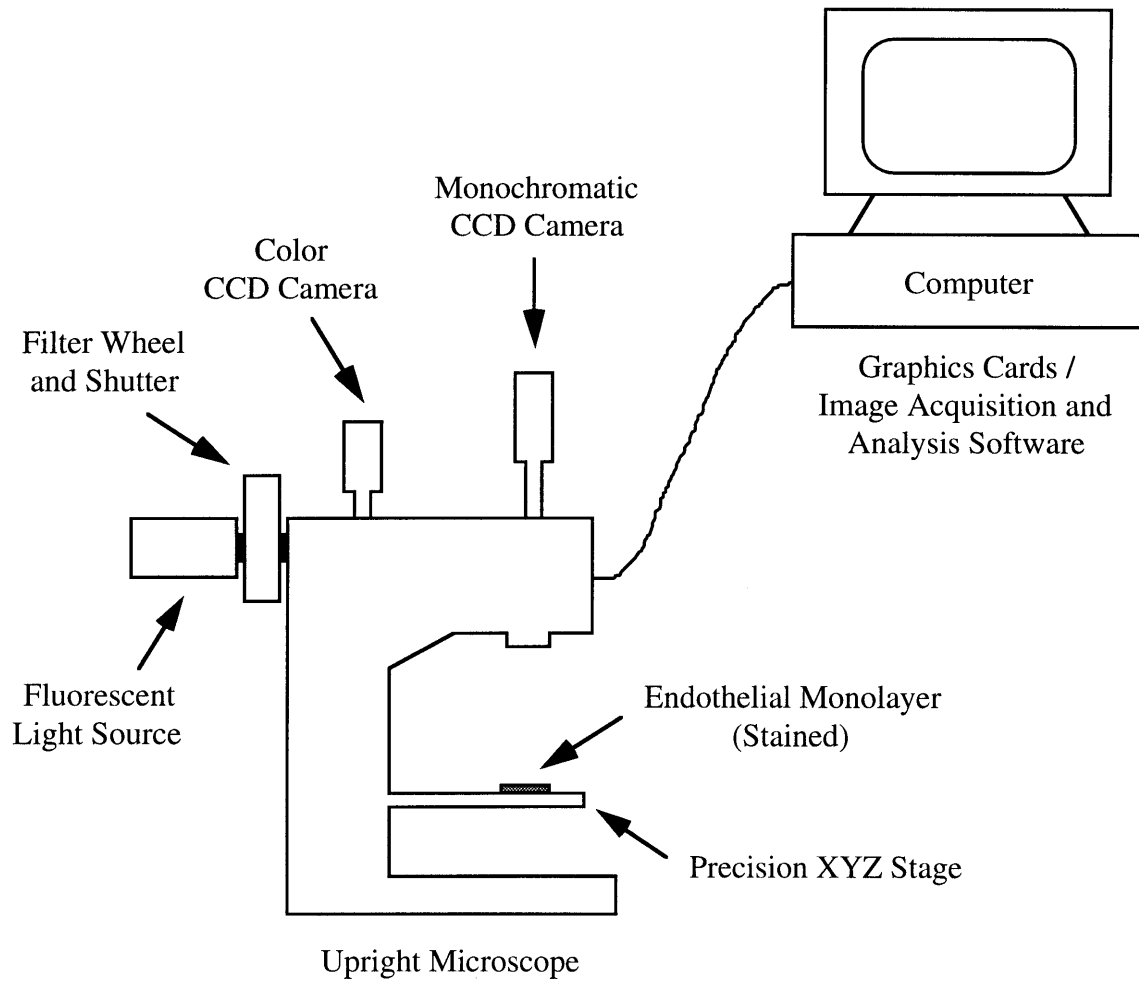 Monochromatic
CCD Camera
Color
CCD Camera
Filter Wheel
and Shutter
Computer
Graphics Cards /
Image Acquisition and
Analysis Software
Fluorescent
Light Source
Endothelial Monolayer
(Stained)
Precision XYZ Stage
Upright Microscope